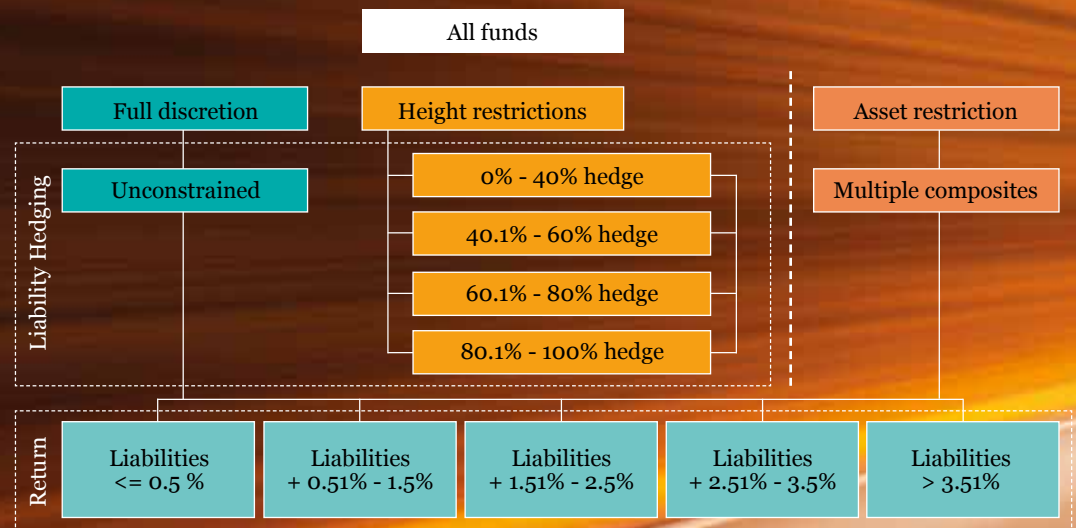 All funds
Full discretion
Height restrictions
Asset restriction
Liability Hedging
Unconstrained
0% - 40% hedge
40.1% - 60% hedge
60.1% - 80% hedge
80.1% - 100% hedge
Multiple composites
Return
Liabilities
<= 0.5 %
Liabilities
+ 0.51% - 1.5%
Liabilities
+ 1.51% - 2.5%
Liabilities
+ 2.51% - 3.5%
Liabilities
> 3.51%